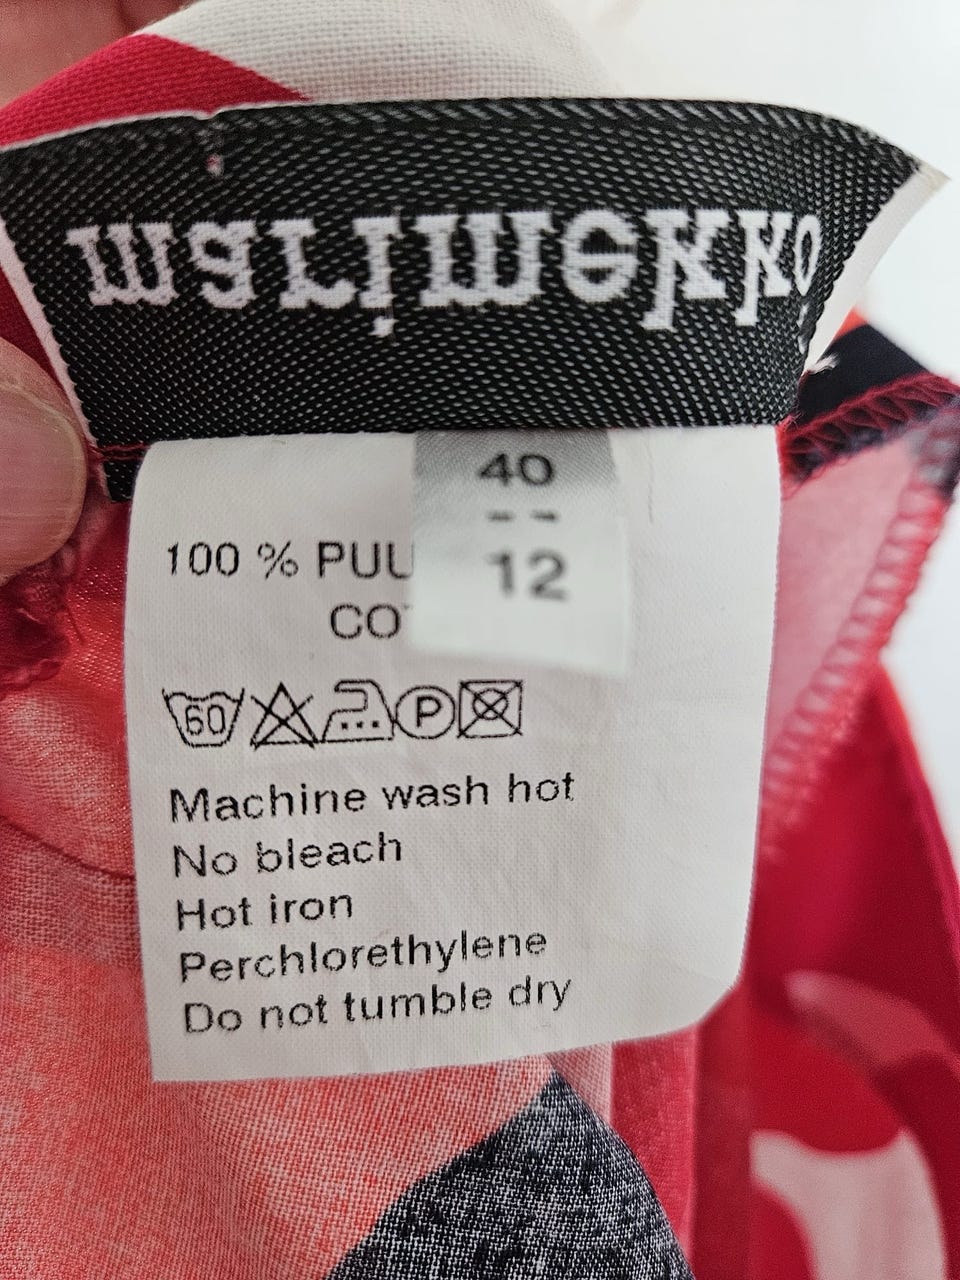 marimekko
40
12
100 % PUU
CO
60
P
Machine wash hot
No bleach
Hot iron
Perchlorethylene
Do not tumble dry